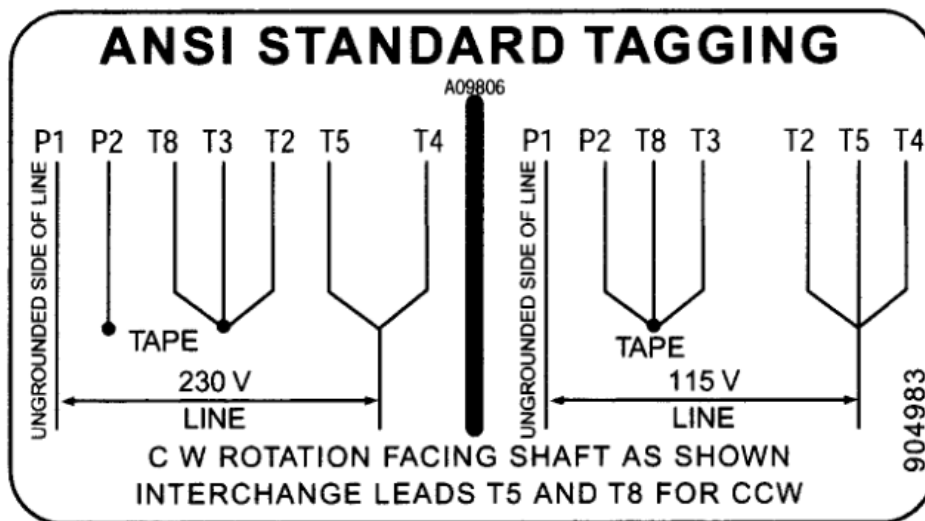 ANSI STANDARD TAGGING
A09806
P1 P2 T8 T3 T2 T5 T4
UNGROUNDED SIDE OF LINE
TAPE
230 V
LINE
P1 P2 T8 T3 T2 T5 T4
UNGROUNDED SIDE OF LINE
TAPE
115 V
LINE
904983
C W ROTATION FACING SHAFT AS SHOWN
INTERCHANGE LEADS T5 AND T8 FOR CCW